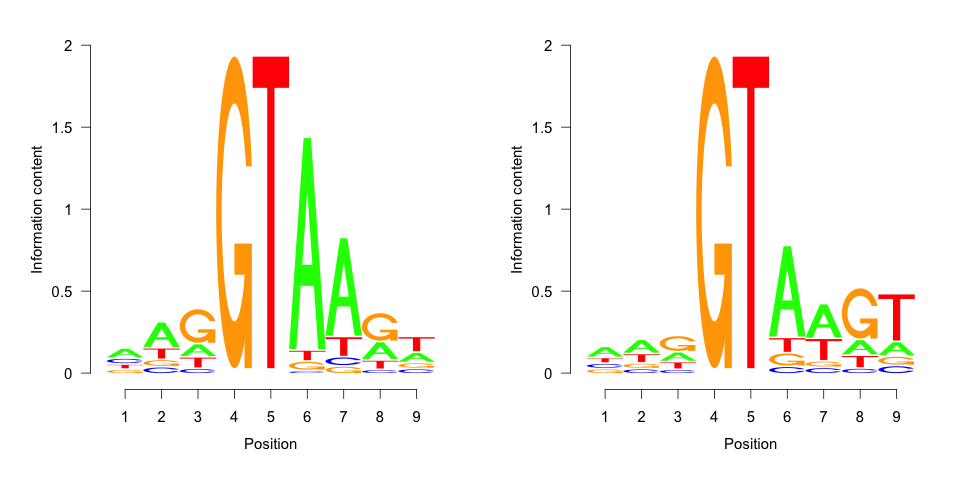 Information content
2
1.5
1
0.5
0
A C T G
A T G C
G A T C
G
T
A T G C
A T C G
G A T C
T A G C
1 2 3 4 5 6 7 8 9
Position
Information content
2
1.5
1
0.5
0
A T C G
A T G C
G A T C
G
T
A T G C
A T G C
G A T C
T A G C
1 2 3 4 5 6 7 8 9
Position